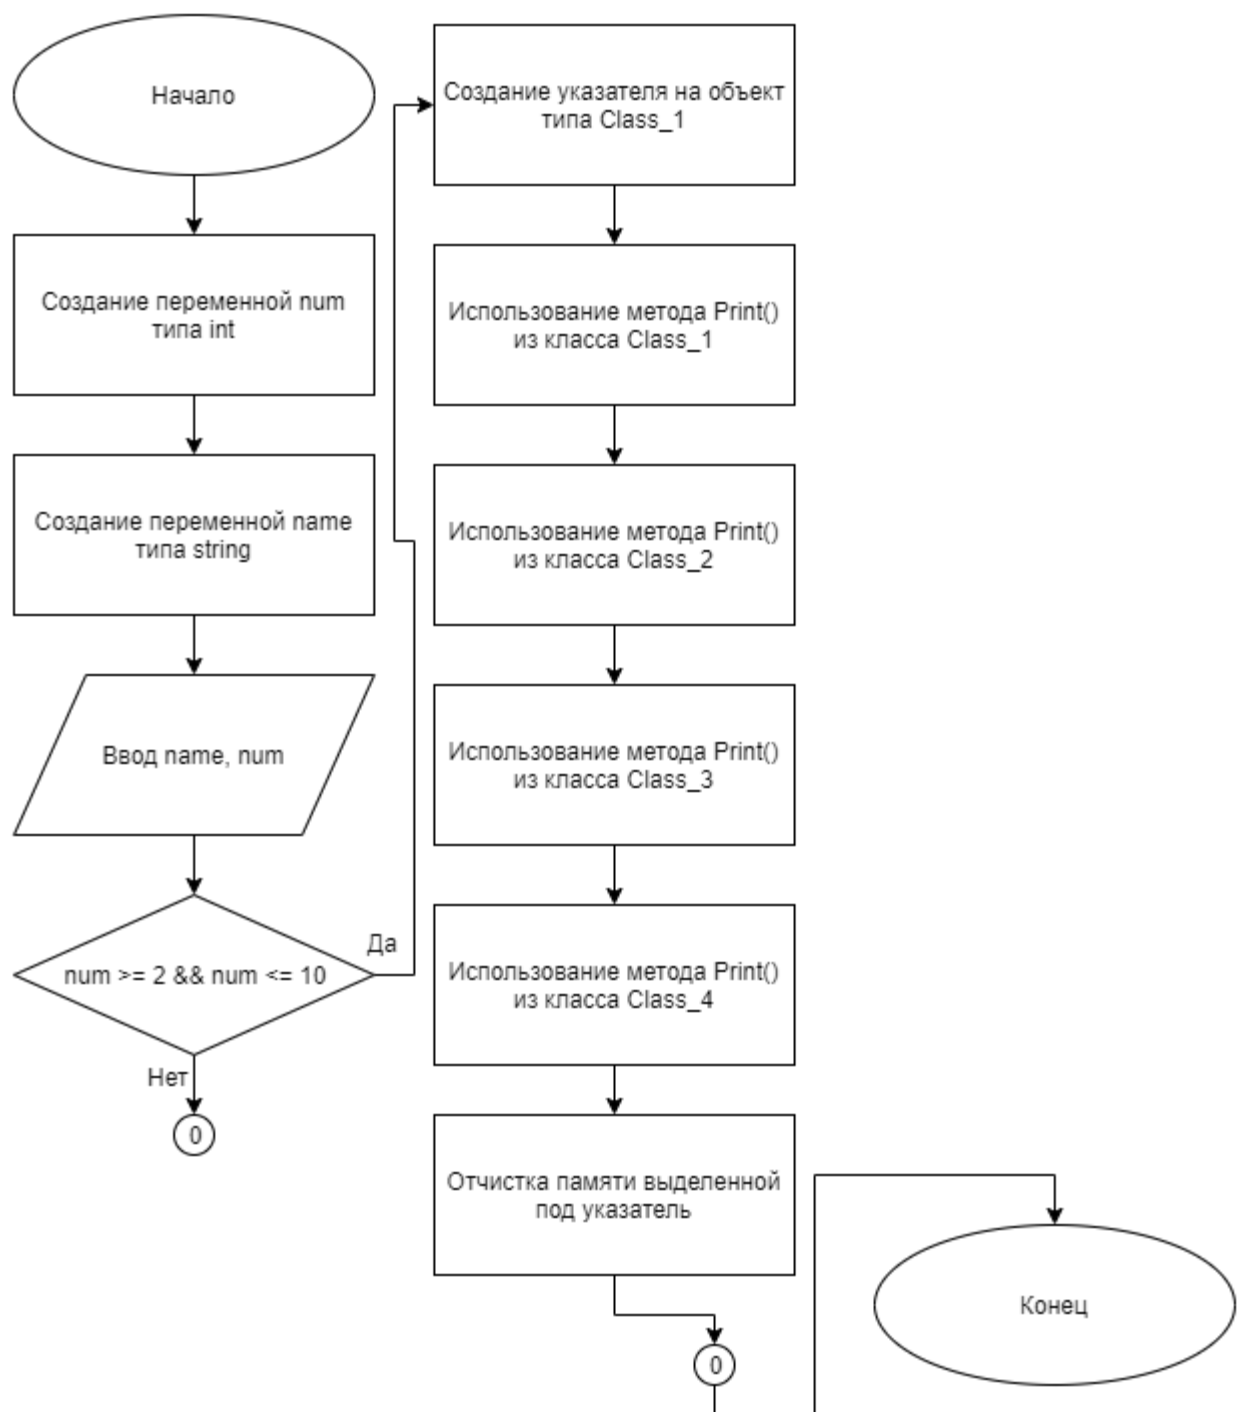 Начало
Создание переменной num
типа int
Создание переменной name
типа string
Ввод name, num
num >= 2 && num <= 10
Да
Нет
0
Создание указателя на объект
типа Class_1
Использование метода Print()
из класса Class_1
Использование метода Print()
из класса Class_2
Использование метода Print()
из класса Class_3
Использование метода Print()
из класса Class_4
Отчистка памяти выделенной
под указатель
0
Конец